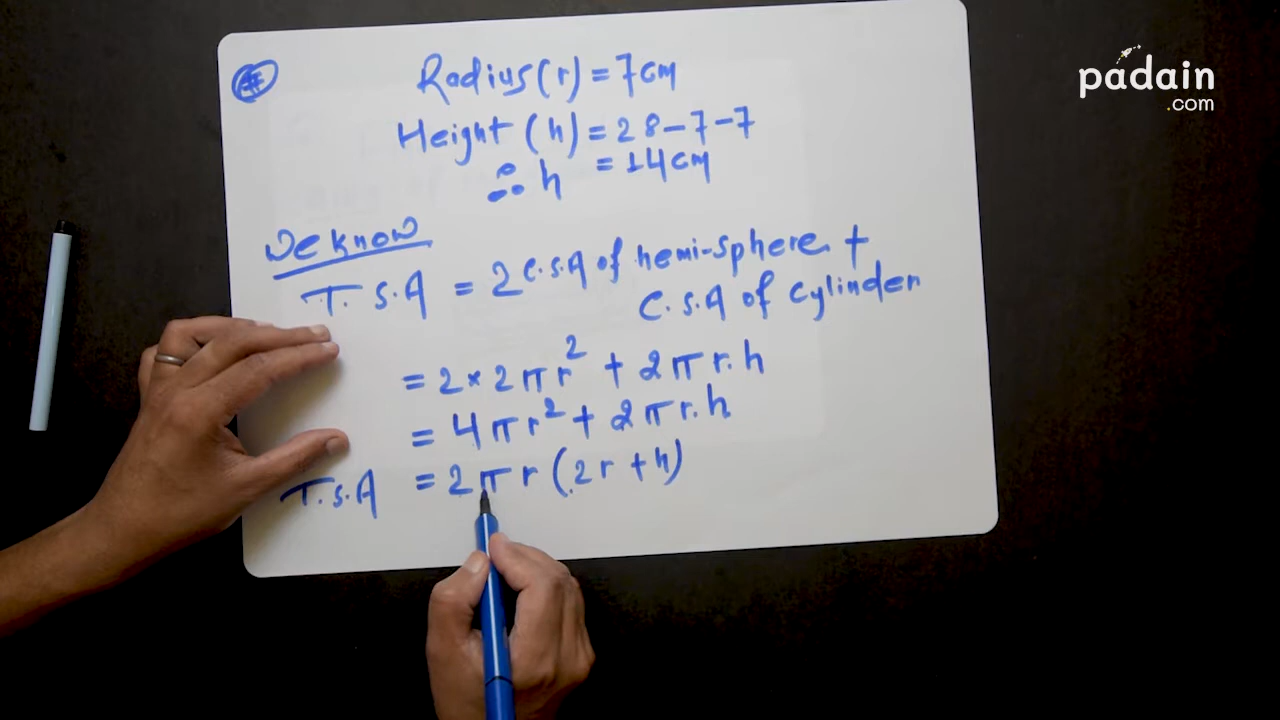 #
Radius (r) = 7cm
Height (h) = 28-7-7
∴ h = 14cm
We know
T.S.A = 2 C.S.A of hemi-sphere +
C.S.A of cylinder
= 2×2πr² + 2πr.h
= 4πr² + 2πr.h
T.S.A = 2πr (2r+h)
padain
.com